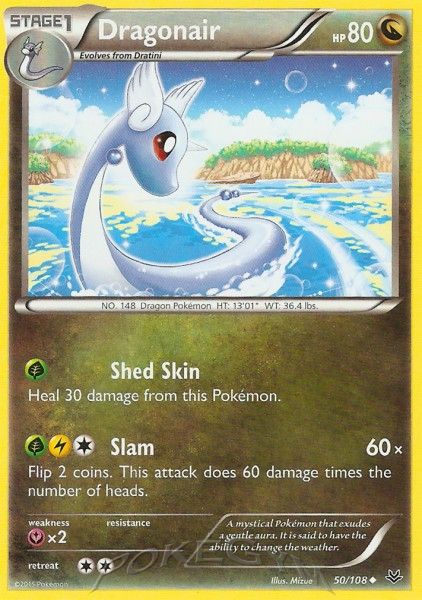 STAGE1
Dragonair
HP80
Evolves from Dratini
NO. 148 Dragon Pokémon HT: 13'01" WT: 36.4 lbs.
Shed Skin
Heal 30 damage from this Pokémon.
Slam 60×
Flip 2 coins. This attack does 60 damage times the
number of heads.
weakness resistance
×2
A mystical Pokémon that exudes
a gentle aura. It is said to have the
ability to change the weather.
retreat
©2015 Pokémon
Illus. Mizue 50/108